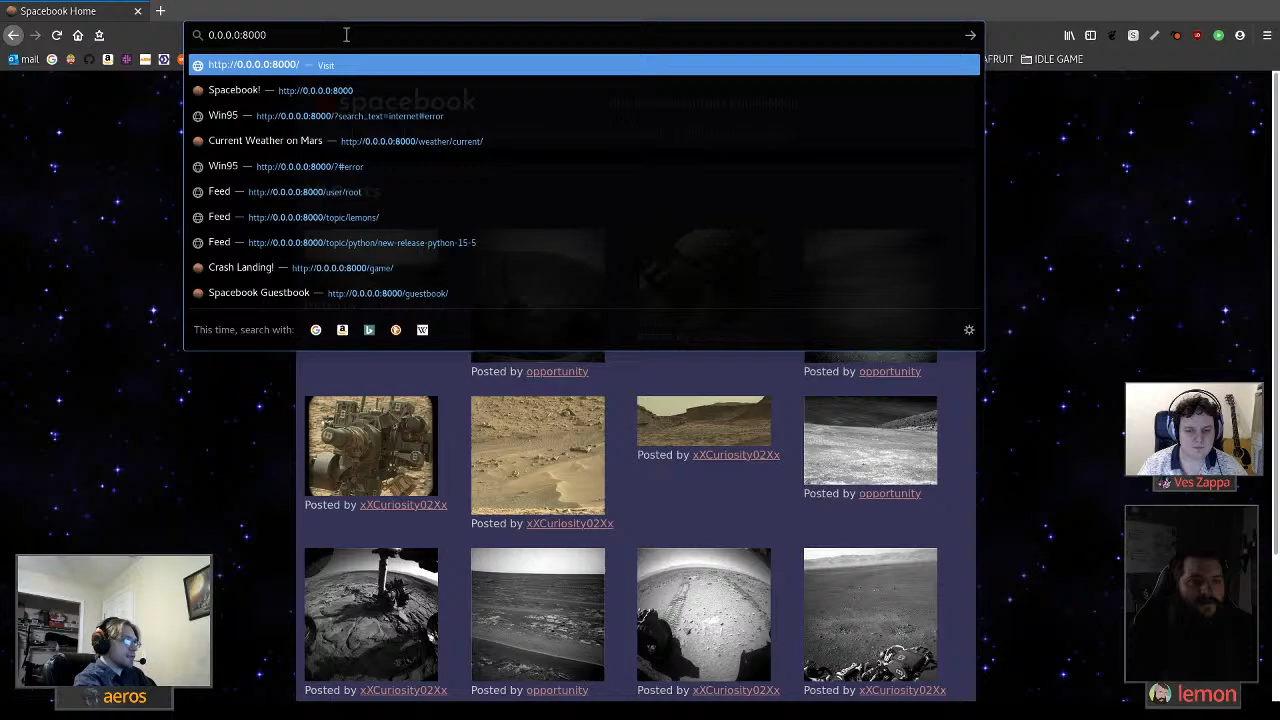 Spacebook Home
0.0.0.0:8000
mail
AFRUIT
IDLE GAME
http://0.0.0.0:8000/ — Visit
Spacebook! — http://0.0.0.0:8000
Win95 — http://0.0.0.0:8000/?search_text=internet#error
Current Weather on Mars — http://0.0.0.0:8000/weather/current/
Win95 — http://0.0.0.0:8000/?#error
Feed — http://0.0.0.0:8000/user/root
Feed — http://0.0.0.0:8000/topic/lemons/
Feed — http://0.0.0.0:8000/topic/python/new-release-python-15-5
Crash Landing! — http://0.0.0.0:8000/game/
Spacebook Guestbook — http://0.0.0.0:8000/guestbook/
This time, search with:
spacebook
Posted by opportunity
Posted by opportunity
Posted by xXCuriosity02Xx
Posted by xXCuriosity02Xx
Posted by xXCuriosity02Xx
Posted by opportunity
Posted by xXCuriosity02Xx
Posted by opportunity
Posted by xXCuriosity02Xx
Posted by xXCuriosity02Xx
Ves Zappa
aeros
lemon